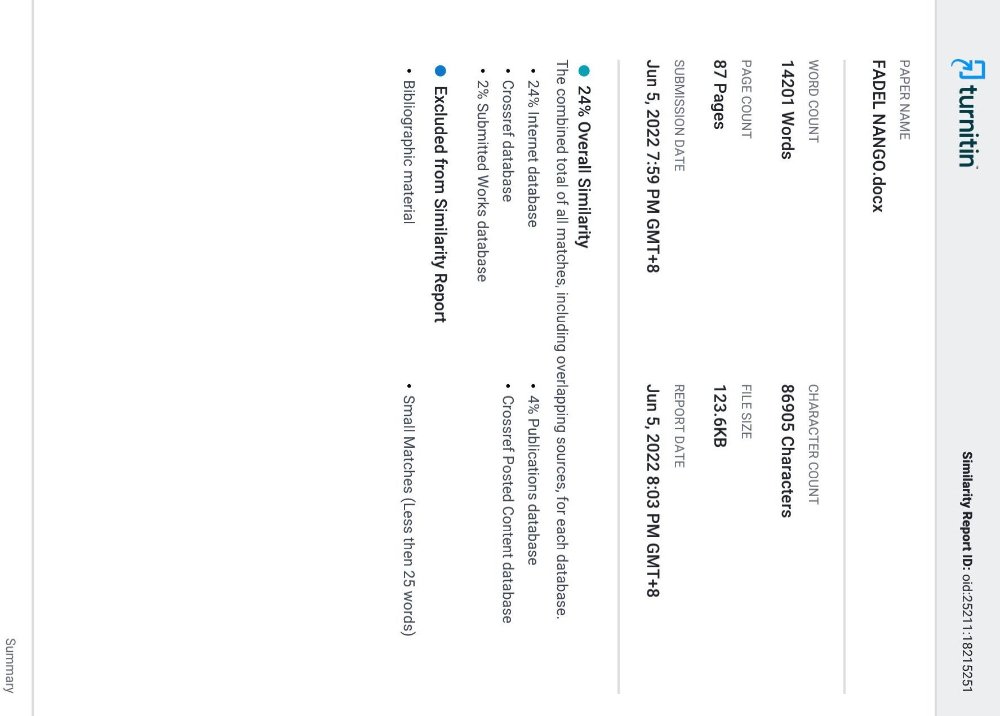 turnitin™
Similarity Report ID: oid:25211:18215251
PAPER NAME
FADEL NANGO.docx
WORD COUNT
14201 Words
CHARACTER COUNT
86905 Characters
PAGE COUNT
87 Pages
FILE SIZE
123.6KB
SUBMISSION DATE
Jun 5, 2022 7:59 PM GMT+8
REPORT DATE
Jun 5, 2022 8:03 PM GMT+8
● 24% Overall Similarity
The combined total of all matches, including overlapping sources, for each database.
• 24% Internet database
• 4% Publications database
• Crossref database
• Crossref Posted Content database
• 2% Submitted Works database
● Excluded from Similarity Report
• Bibliographic material
• Small Matches (Less then 25 words)
Summary